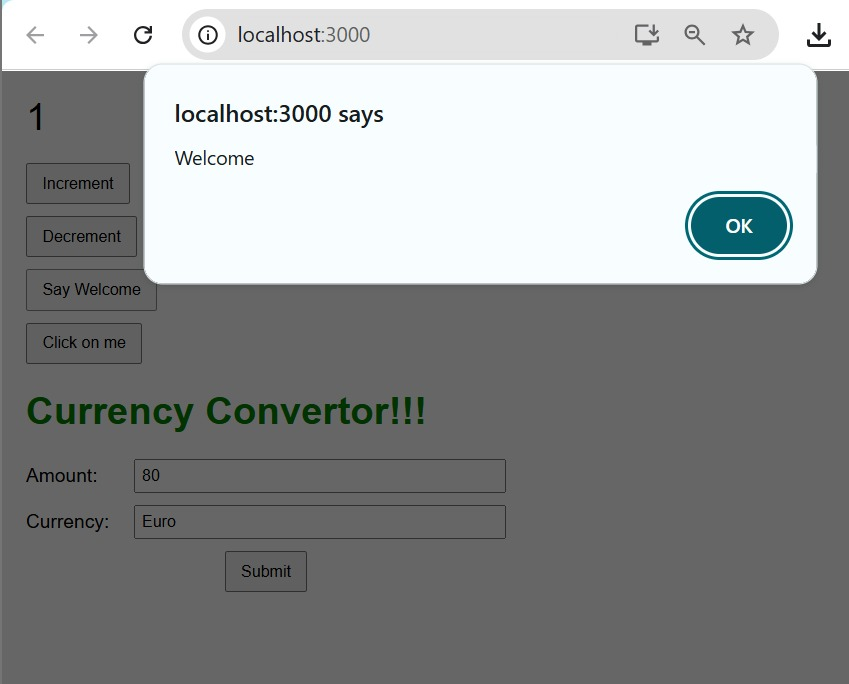 localhost:3000
localhost:3000 says
Welcome
OK
1
Increment
Decrement
Say Welcome
Click on me
Currency Convertor!!!
Amount: 80
Currency: Euro
Submit